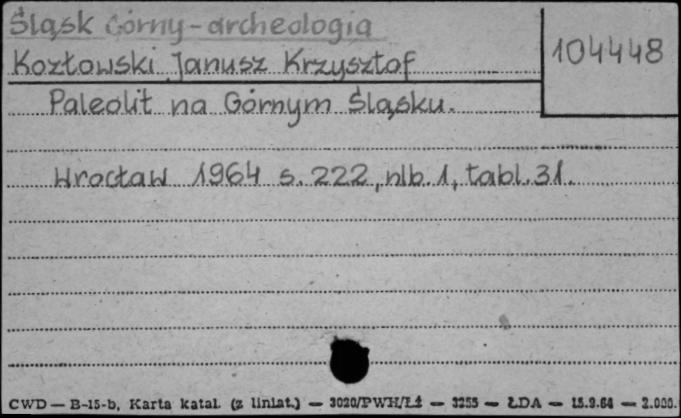 Śląsk Górny - archeologia
104448
Kozłowski Janusz Krzysztof
Paleolit na Górnym Śląsku.
Wrocław 1964 s. 222, nlb. 1, tabl. 31.
CWD — B-15-b, Karta katal. (z liniat.) — 3020/PWH/Łż — 3255 — ŁDA — 15.9.64 — 2.000.